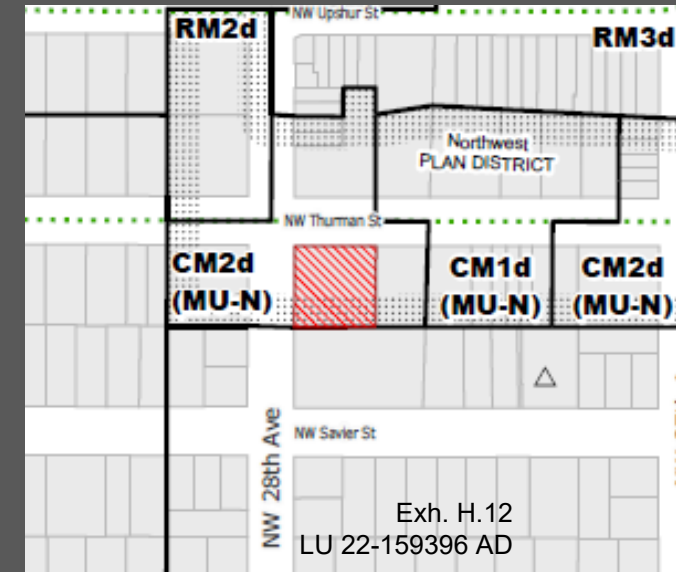 NW Upshur St
RM2d
RM3d
Northwest
PLAN DISTRICT
NW Thurman St
CM2d
(MU-N)
CM1d
(MU-N)
CM2d
(MU-N)
NW 28th Ave
NW Savier St
Exh. H.12
LU 22-159396 AD